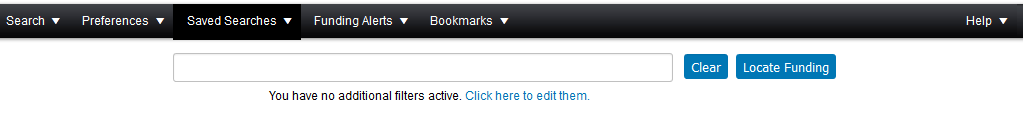 Search Preferences Saved Searches Funding Alerts Bookmarks Help
Clear Locate Funding
You have no additional filters active. Click here to edit them.